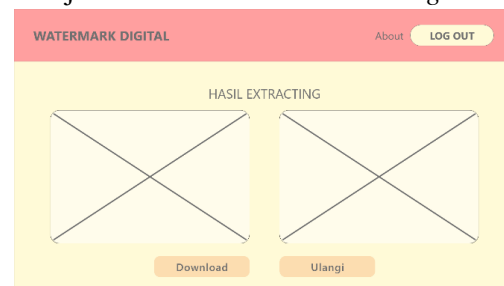 WATERMARK DIGITAL
About LOG OUT
HASIL EXTRACTING
Download Ulangi